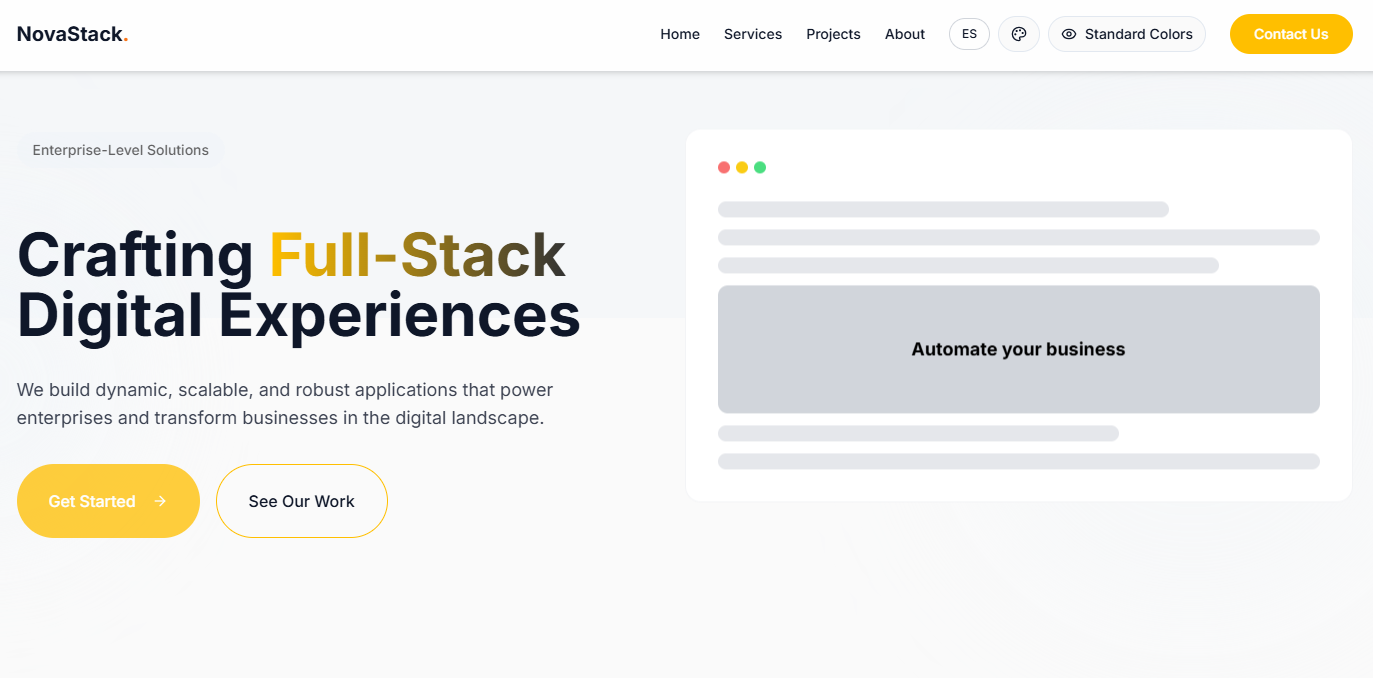 NovaStack.
Home
Services
Projects
About
ES
Standard Colors
Contact Us
Enterprise-Level Solutions
Crafting Full-Stack
Digital Experiences
We build dynamic, scalable, and robust applications that power
enterprises and transform businesses in the digital landscape.
Get Started
See Our Work
Automate your business